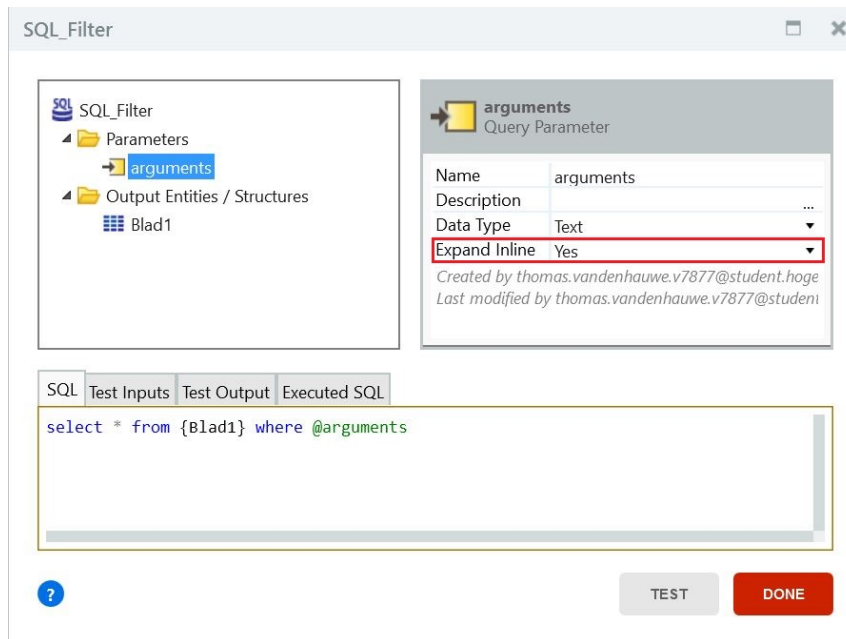 SQL_Filter
SQL
SQL_Filter
Parameters
arguments
Output Entities / Structures
Blad1
arguments
Query Parameter
Name arguments
Description ...
Data Type Text
Expand Inline Yes
Created by thomas.vandenhauwe.v7877@student.hoge
Last modified by thomas.vandenhauwe.v7877@student
SQL Test Inputs Test Output Executed SQL
select * from {Blad1} where @arguments
?
TEST DONE